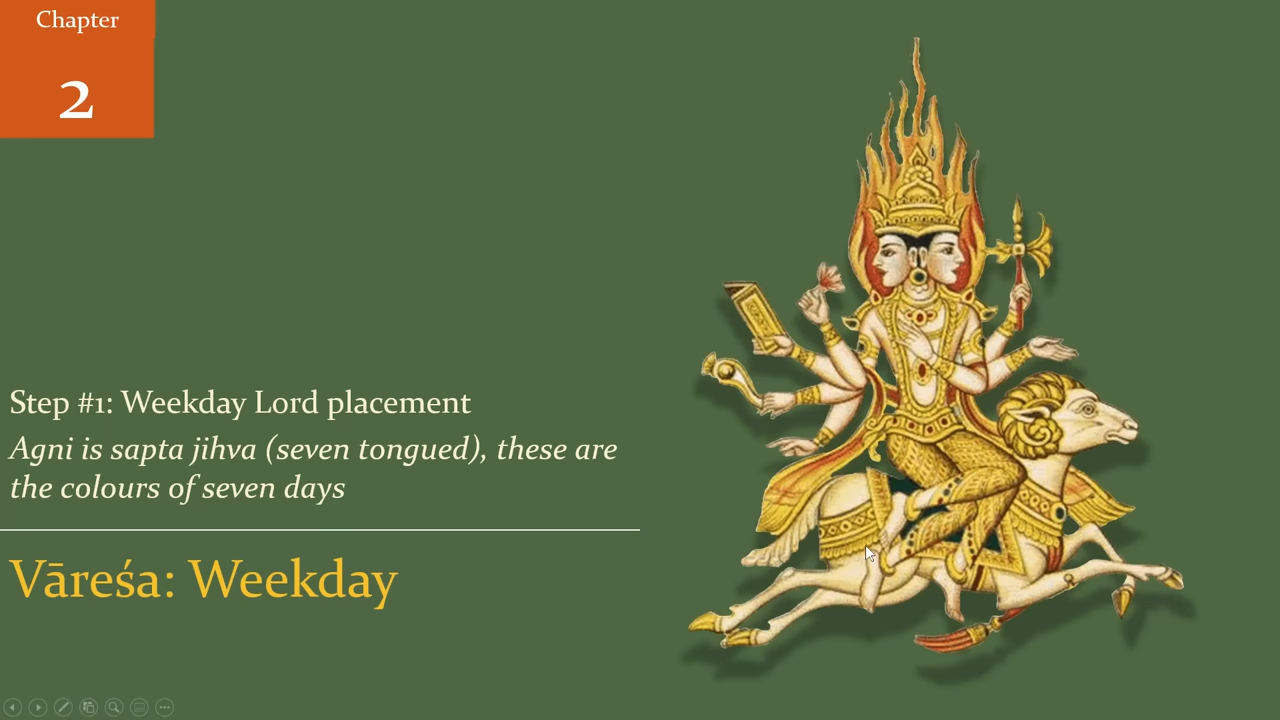 Chapter
2
Step #1: Weekday Lord placement
Agni is sapta jihva (seven tongued), these are
the colours of seven days
Vāreśa: Weekday